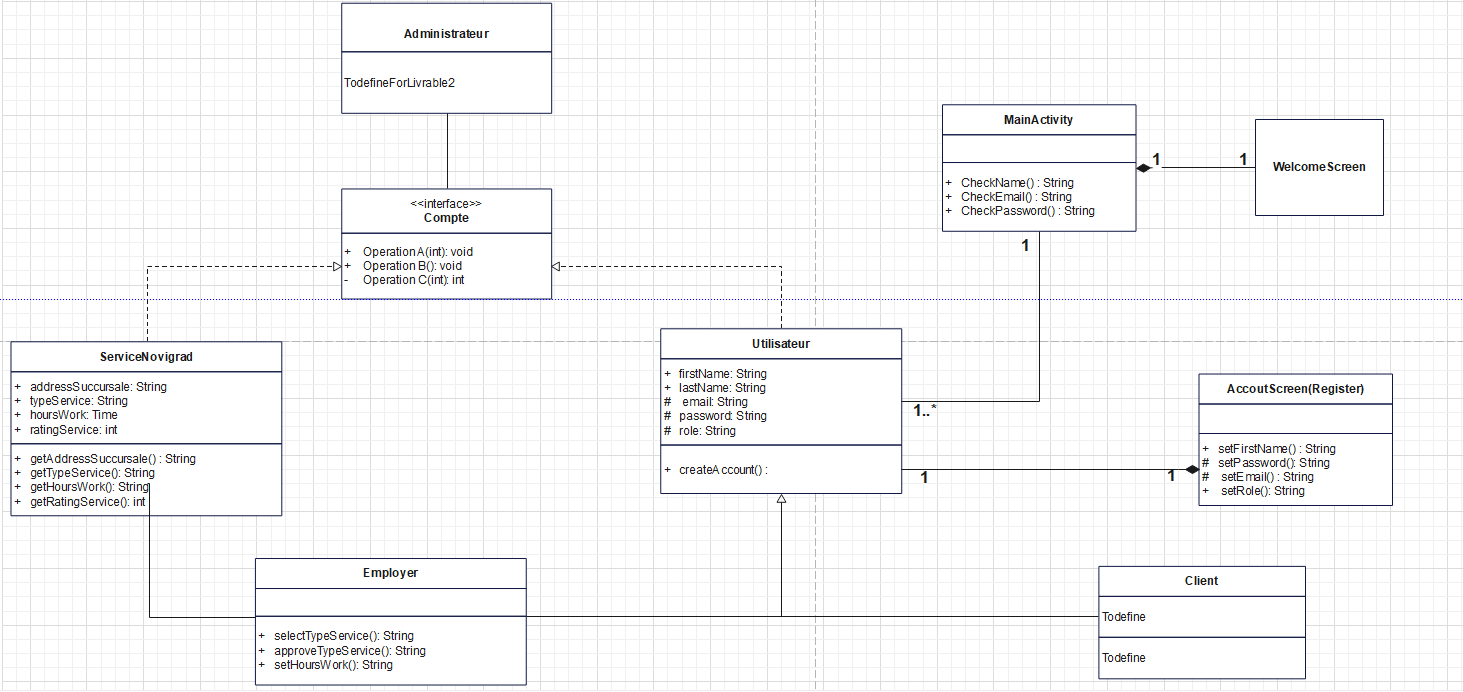 Administrateur
TodefineForLivrable2
<<interface>>
Compte
+ Operation A(int): void
+ Operation B(): void
- Operation C(int): int
MainActivity
+ CheckName() : String
+ CheckEmail() : String
+ CheckPassword() : String
1
1
WelcomeScreen
1
ServiceNovigrad
+ addressSuccursale: String
+ typeService: String
+ hoursWork: Time
+ ratingService: int
+ getAddressSuccursale() : String
+ getTypeService(): String
+ getHoursWork(): String
+ getRatingService(): int
Utilisateur
+ firstName: String
+ lastName: String
# email: String
# password: String
# role: String
+ createAccount() :
1..*
1
1
AccoutScreen(Register)
+ setFirstName() : String
# setPassword(): String
# setEmail() : String
+ setRole(): String
Employer
+ selectTypeService(): String
+ approveTypeService(): String
+ setHoursWork(): String
Client
Todefine
Todefine